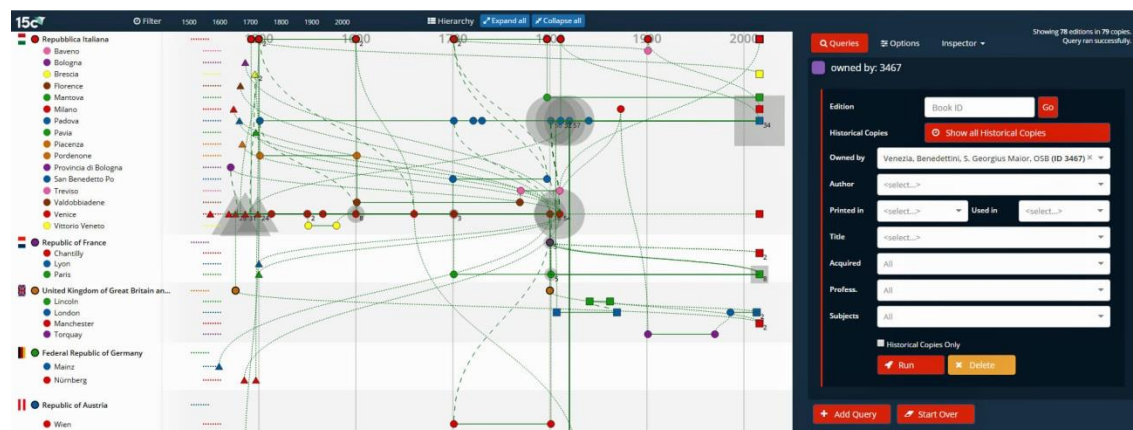 15cV
Filter
1500 1600 1700 1800 1900 2000
Hierarchy
Expand all
Collapse all
Showing 78 editions in 79 copies.
Query ran successfully.
Queries
Options
Inspector
owned by: 3467
Edition
Book ID
Go
Historical Copies
Show all Historical Copies
Owned by
Venezia, Benedettini, S. Georgius Maior, OSB (ID 3467) ×
Author
<select...>
Printed in
<select...>
Used in
<select...>
Title
<select...>
Acquired
All
Profess.
All
Subjects
All
Historical Copies Only
Run
Delete
Add Query
Start Over
Repubblica Italiana
Baveno
Bologna
Brescia
Florence
Mantova
Milano
Padova
Pavia
Piacenza
Pordenone
Provincia di Bologna
San Benedetto Po
Treviso
Valdobbiadene
Venice
Vittorio Veneto
Republic of France
Chantilly
Lyon
Paris
United Kingdom of Great Britain an...
Lincoln
London
Manchester
Torquay
Federal Republic of Germany
Mainz
Nürnberg
Republic of Austria
Wien